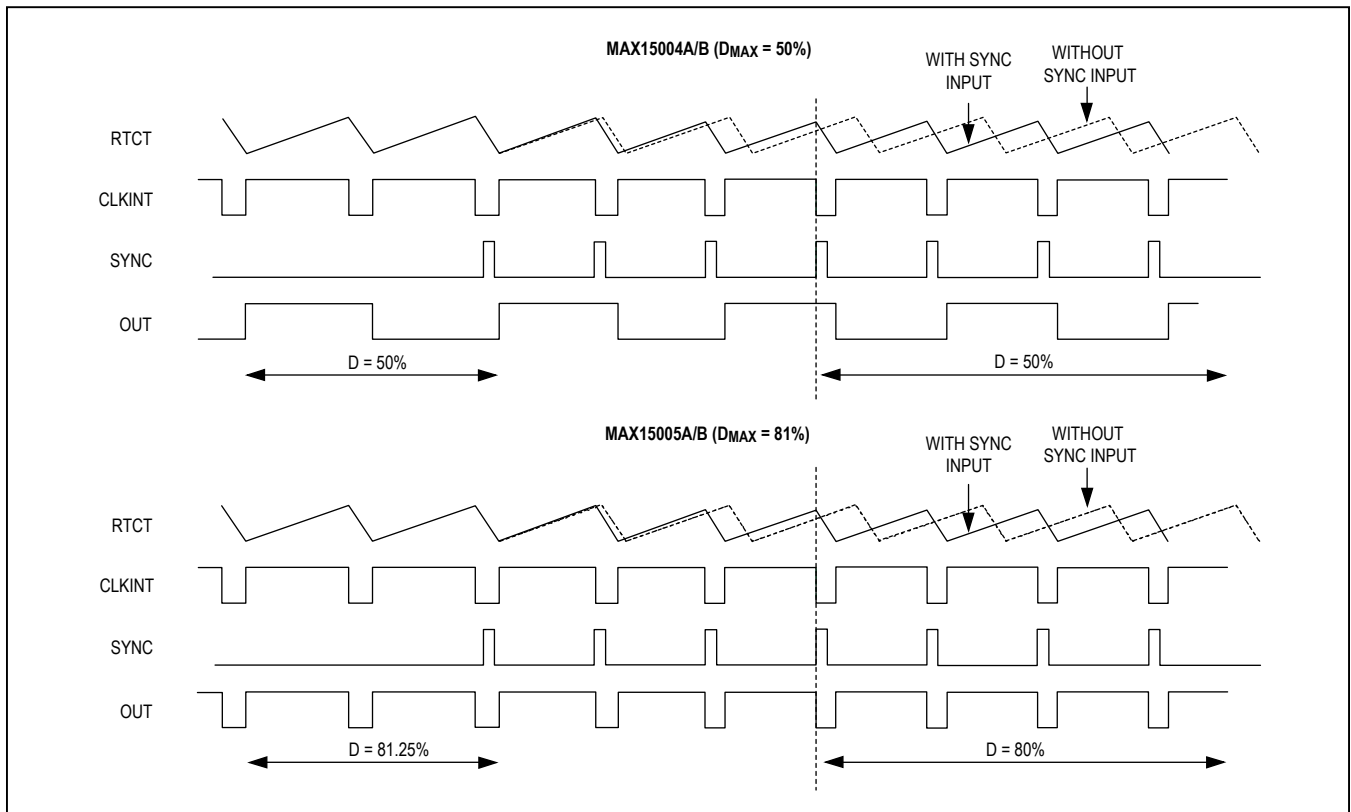 MAX15004A/B (DMAX = 50%)
WITH SYNC
INPUT
WITHOUT
SYNC INPUT
RTCT
CLKINT
SYNC
OUT
D = 50%
D = 50%
MAX15005A/B (DMAX = 81%)
WITH SYNC
INPUT
WITHOUT
SYNC INPUT
RTCT
CLKINT
SYNC
OUT
D = 81.25%
D = 80%